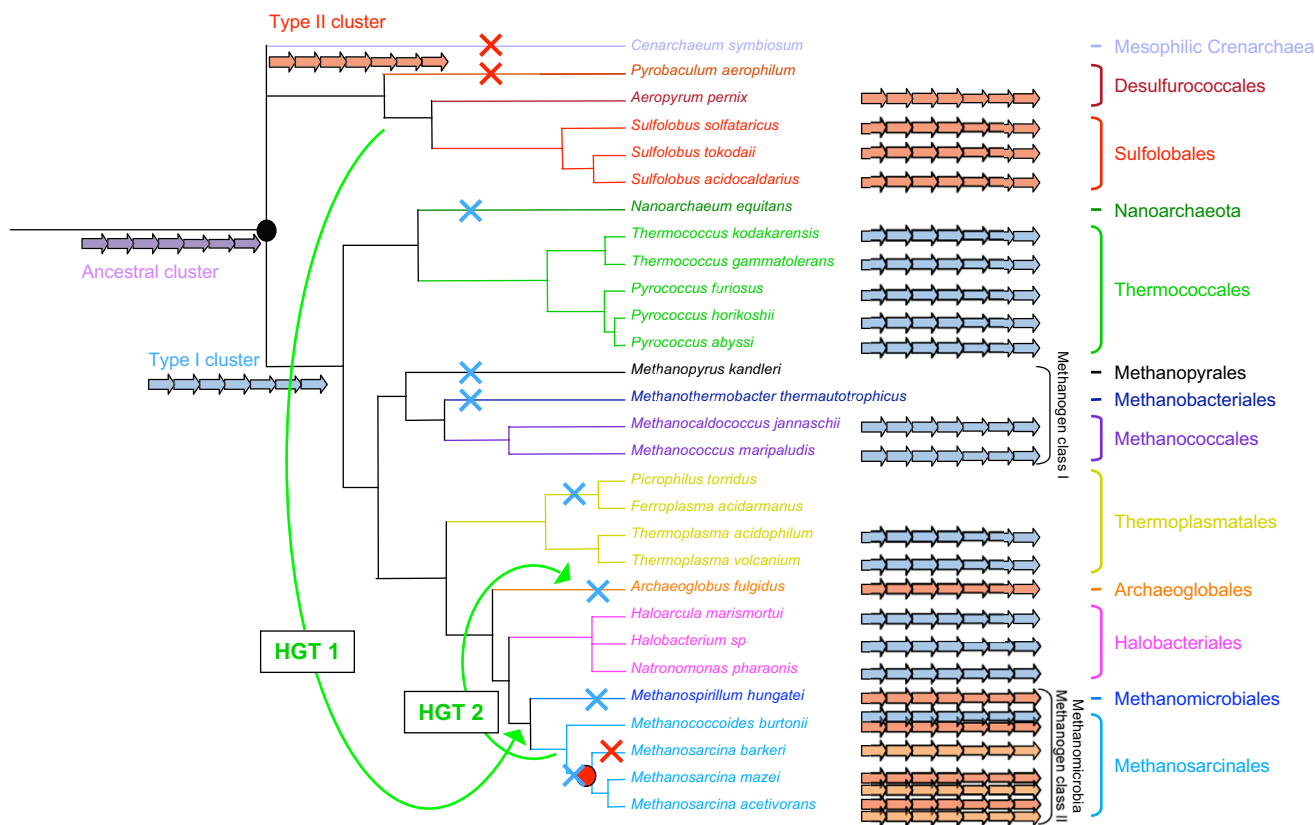 Type II cluster
Cenarchaeum symbiosum
Mesophilic Crenarchaea
Pyrobaculum aerophilum
Desulfurococcales
Aeropyrum pernix
Sulfolobus solfataricus
Sulfolobus tokodaii
Sulfolobales
Sulfolobus acidocaldarius
Nanoarchaeum equitans
Nanoarchaeota
Ancestral cluster
Thermococcus kodakarensis
Thermococcus gammatolerans
Pyrococcus furiosus
Thermococcales
Pyrococcus horikoshii
Pyrococcus abyssi
Type I cluster
Methanopyrus kandleri
Methanopyrales
Methanothermobacter thermautotrophicus
Methanobacteriales
Methanocaldococcus jannaschii
Methanococcales
Methanococcus maripaludis
Methanogen class I
Picrophilus torridus
Ferroplasma acidarmanus
Thermoplasmatales
Thermoplasma acidophilum
Thermoplasma volcanium
Archaeoglobus fulgidus
Archaeoglobales
Haloarcula marismortui
Halobacterium sp
Halobacteriales
Natronomonas pharaonis
HGT 1
HGT 2
Methanospirillum hungatei
Methanomicrobiales
Methanococcoides burtonii
Methanosarcina barkeri
Methanosarcinales
Methanosarcina mazei
Methanosarcina acetivorans
Methanomicrobia
Methanogen class II